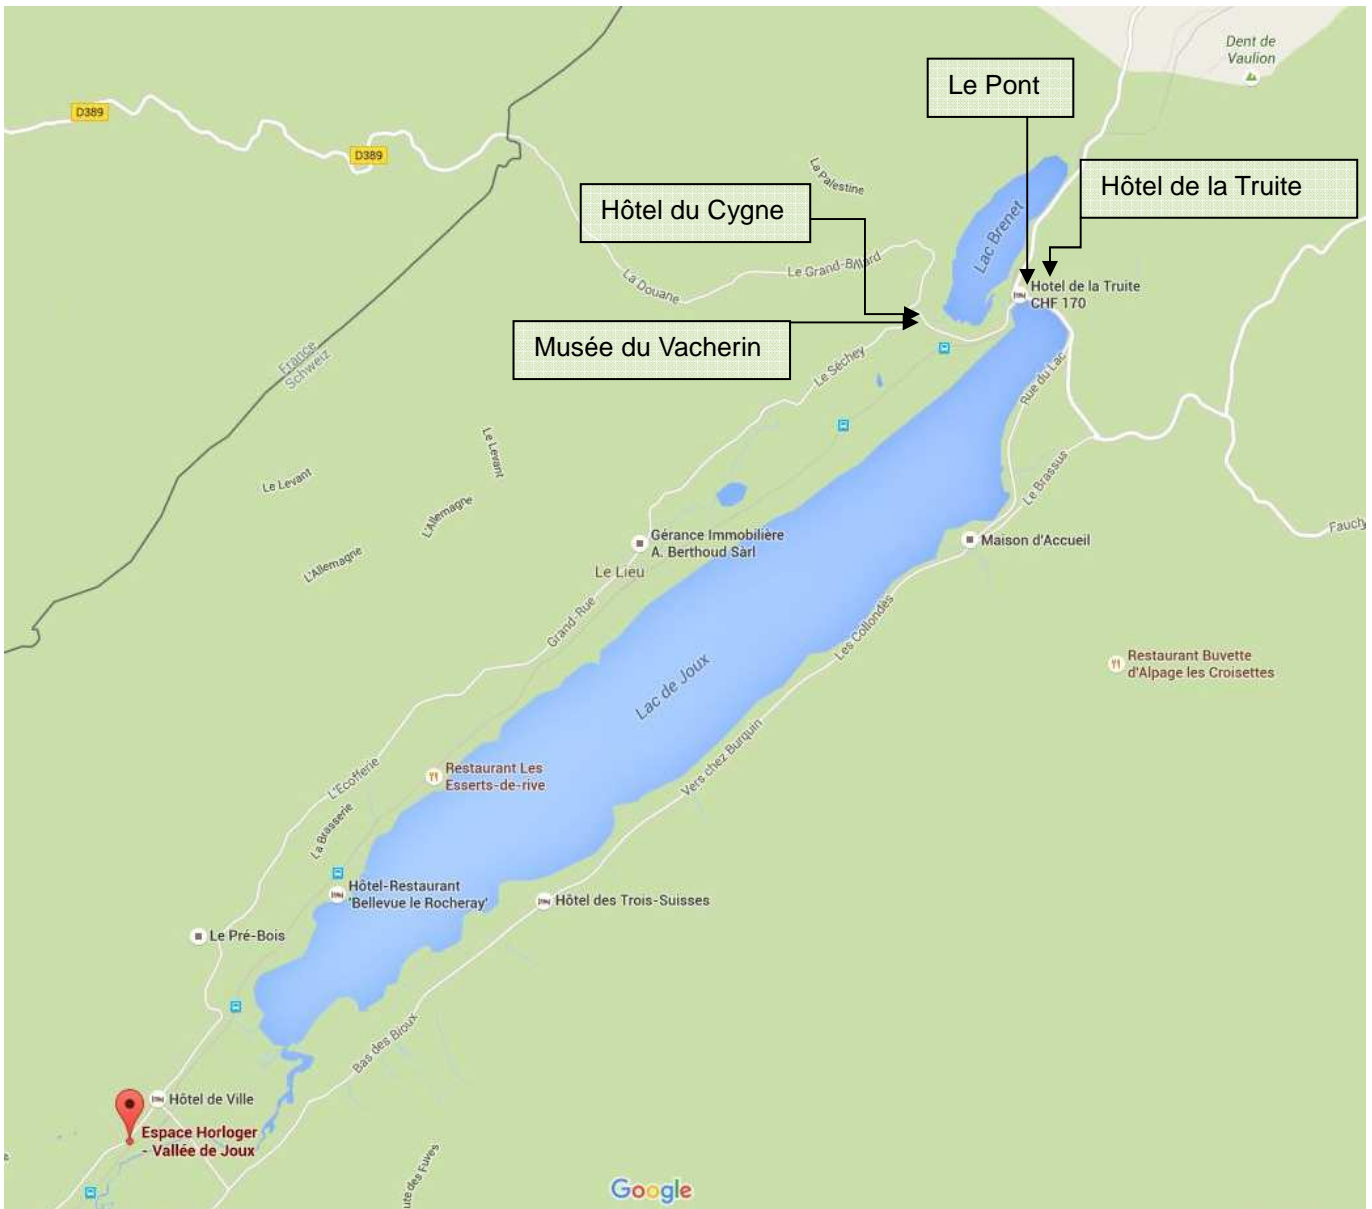 Dent de
Vaulion
Le Pont
D389
D389
La Palestine
Hôtel de la Truite
Hôtel du Cygne
Lac Brenet
Le Grand-Billard
La Douane
Hotel de la Truite
CHF 170
Musée du Vacherin
France
Schweiz
Le Séchey
Rue du Lac
Le Levant
Le Levant
Le Brassus
L'Allemagne
Fauchy
Gérance Immobilière
A. Berthoud Sàrl
Maison d'Accueil
L'Allemagne
Le Lieu
Grand-Rue
Les Collondes
Restaurant Buvette
d'Alpage les Croisettes
Lac de Joux
Vers chez Burquin
L'Ecofferie
Restaurant Les
Esserts-de-rive
La Brasserie
Hôtel-Restaurant
'Bellevue le Rocheray'
Hôtel des Trois-Suisses
Le Pré-Bois
Bas des Bioux
Hôtel de Ville
Espace Horloger
- Vallée de Joux
ute des Fuves
Google